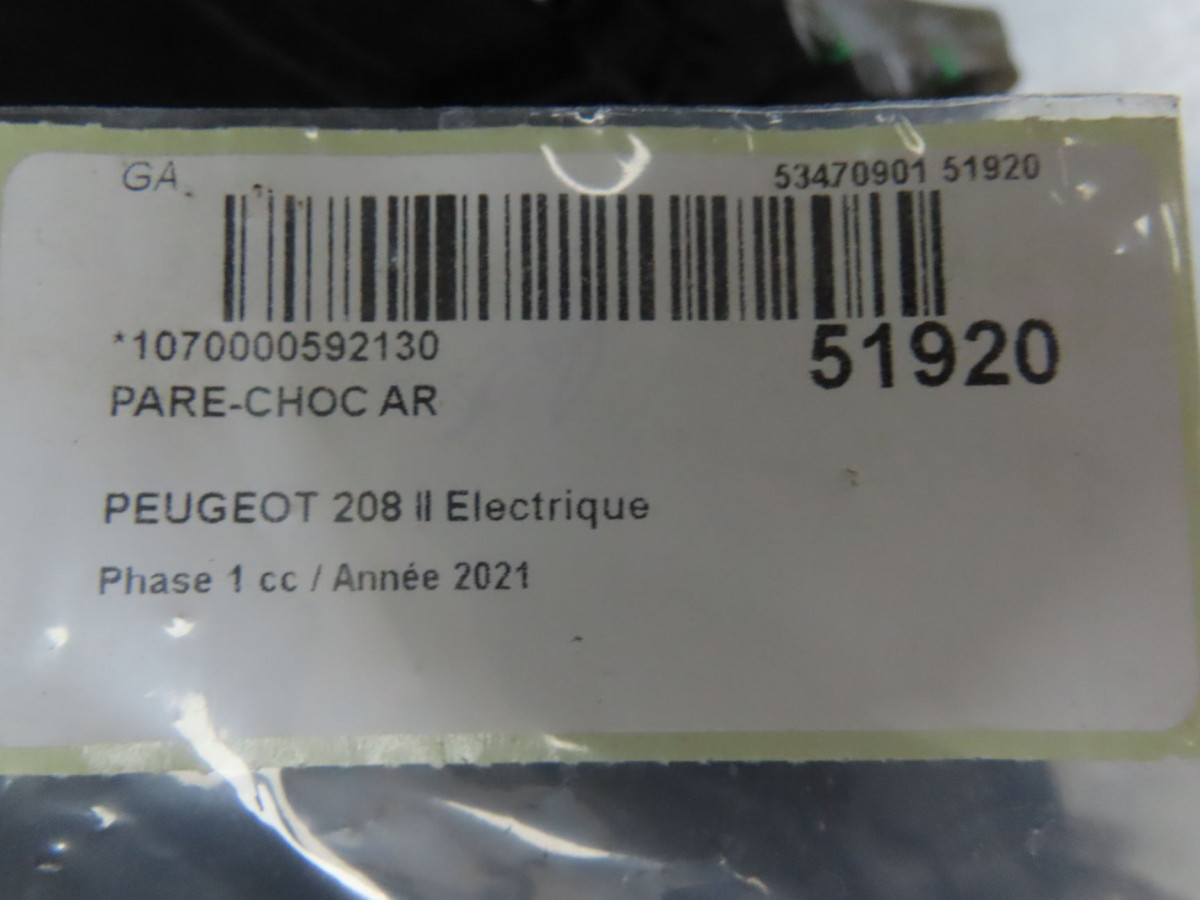 GA
53470901 51920
*1070000592130
51920
PARE-CHOC AR
PEUGEOT 208 II Electrique
Phase 1 cc / Année 2021